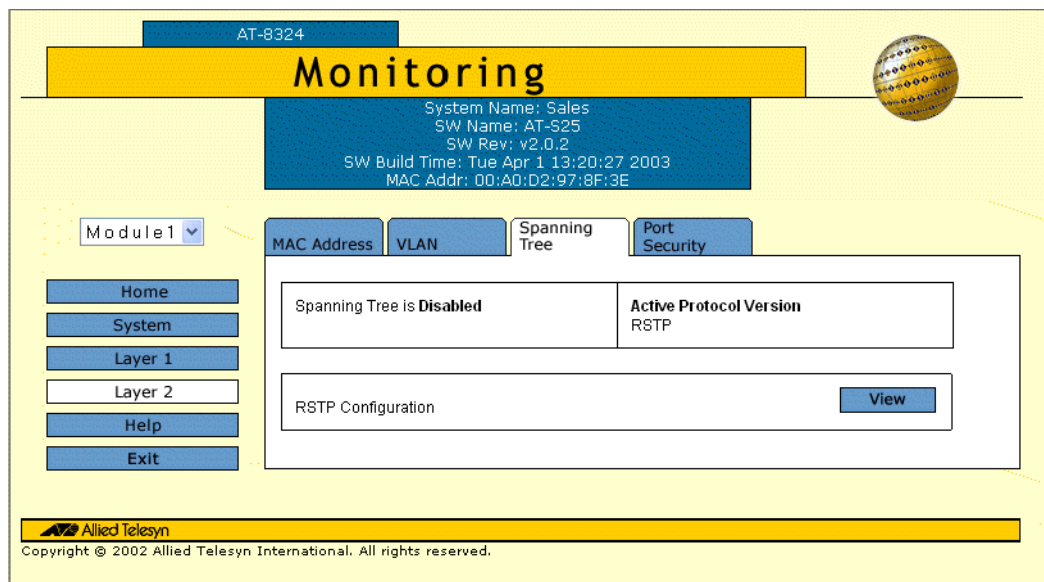 AT-8324
Monitoring
System Name: Sales
SW Name: AT-S25
SW Rev: v2.0.2
SW Build Time: Tue Apr 1 13:20:27 2003
MAC Addr: 00:A0:D2:97:8F:3E
Module1
MAC Address
VLAN
Spanning
Tree
Port
Security
Home
System
Layer 1
Layer 2
Help
Exit
Spanning Tree is Disabled
Active Protocol Version
RSTP
RSTP Configuration
View
Allied Telesyn
Copyright © 2002 Allied Telesyn International. All rights reserved.